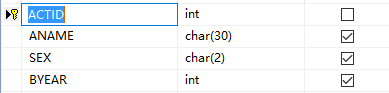 ACTID int
ANAME char(30)
SEX char(2)
BYEAR int